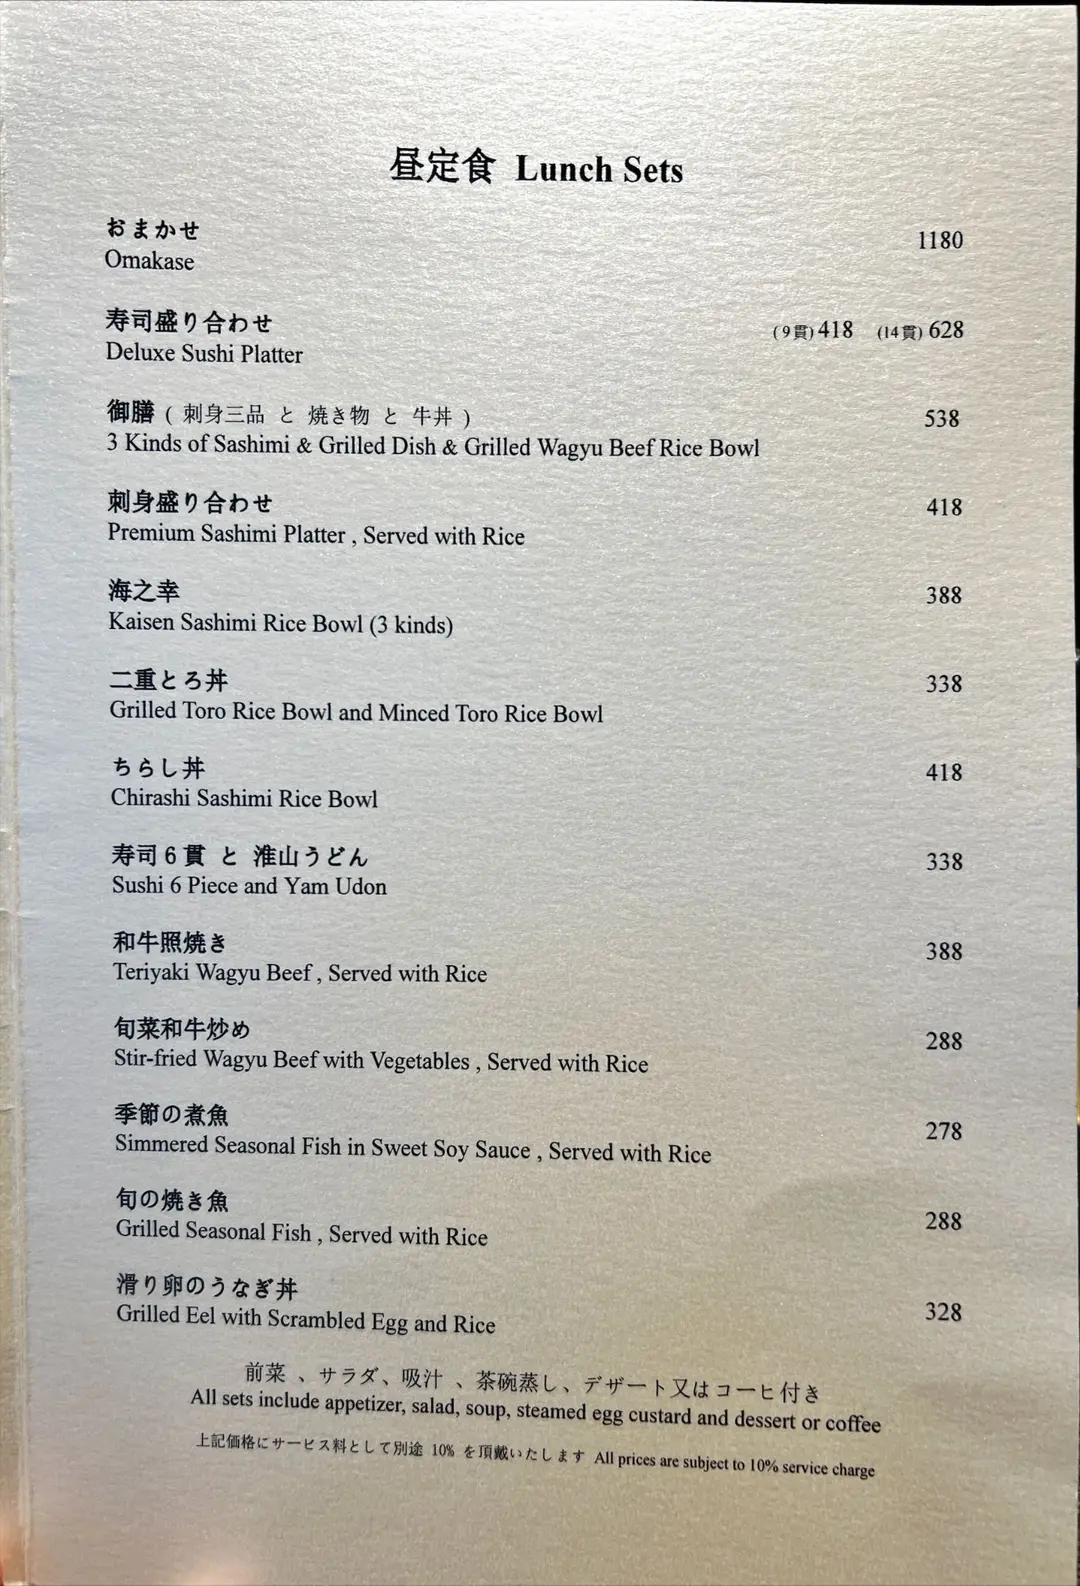 昼定食 Lunch Sets
おまかせ
Omakase
1180
寿司盛り合わせ
Deluxe Sushi Platter
(9貫) 418 (14貫) 628
御膳 ( 刺身三品 と 焼き物 と 牛丼 )
3 Kinds of Sashimi & Grilled Dish & Grilled Wagyu Beef Rice Bowl
538
刺身盛り合わせ
Premium Sashimi Platter , Served with Rice
418
海之幸
Kaisen Sashimi Rice Bowl (3 kinds)
388
二重とろ丼
Grilled Toro Rice Bowl and Minced Toro Rice Bowl
338
ちらし丼
Chirashi Sashimi Rice Bowl
418
寿司6貫 と 淮山うどん
Sushi 6 Piece and Yam Udon
338
和牛照焼き
Teriyaki Wagyu Beef , Served with Rice
388
旬菜和牛炒め
Stir-fried Wagyu Beef with Vegetables , Served with Rice
288
季節の煮魚
Simmered Seasonal Fish in Sweet Soy Sauce , Served with Rice
278
旬の焼き魚
Grilled Seasonal Fish , Served with Rice
288
滑り卵のうなぎ丼
Grilled Eel with Scrambled Egg and Rice
328
前菜 、サラダ、吸汁 、茶碗蒸し、デザート又はコーヒ付き
All sets include appetizer, salad, soup, steamed egg custard and dessert or coffee
上記価格にサービス料として別途 10% を頂戴いたします All prices are subject to 10% service charge